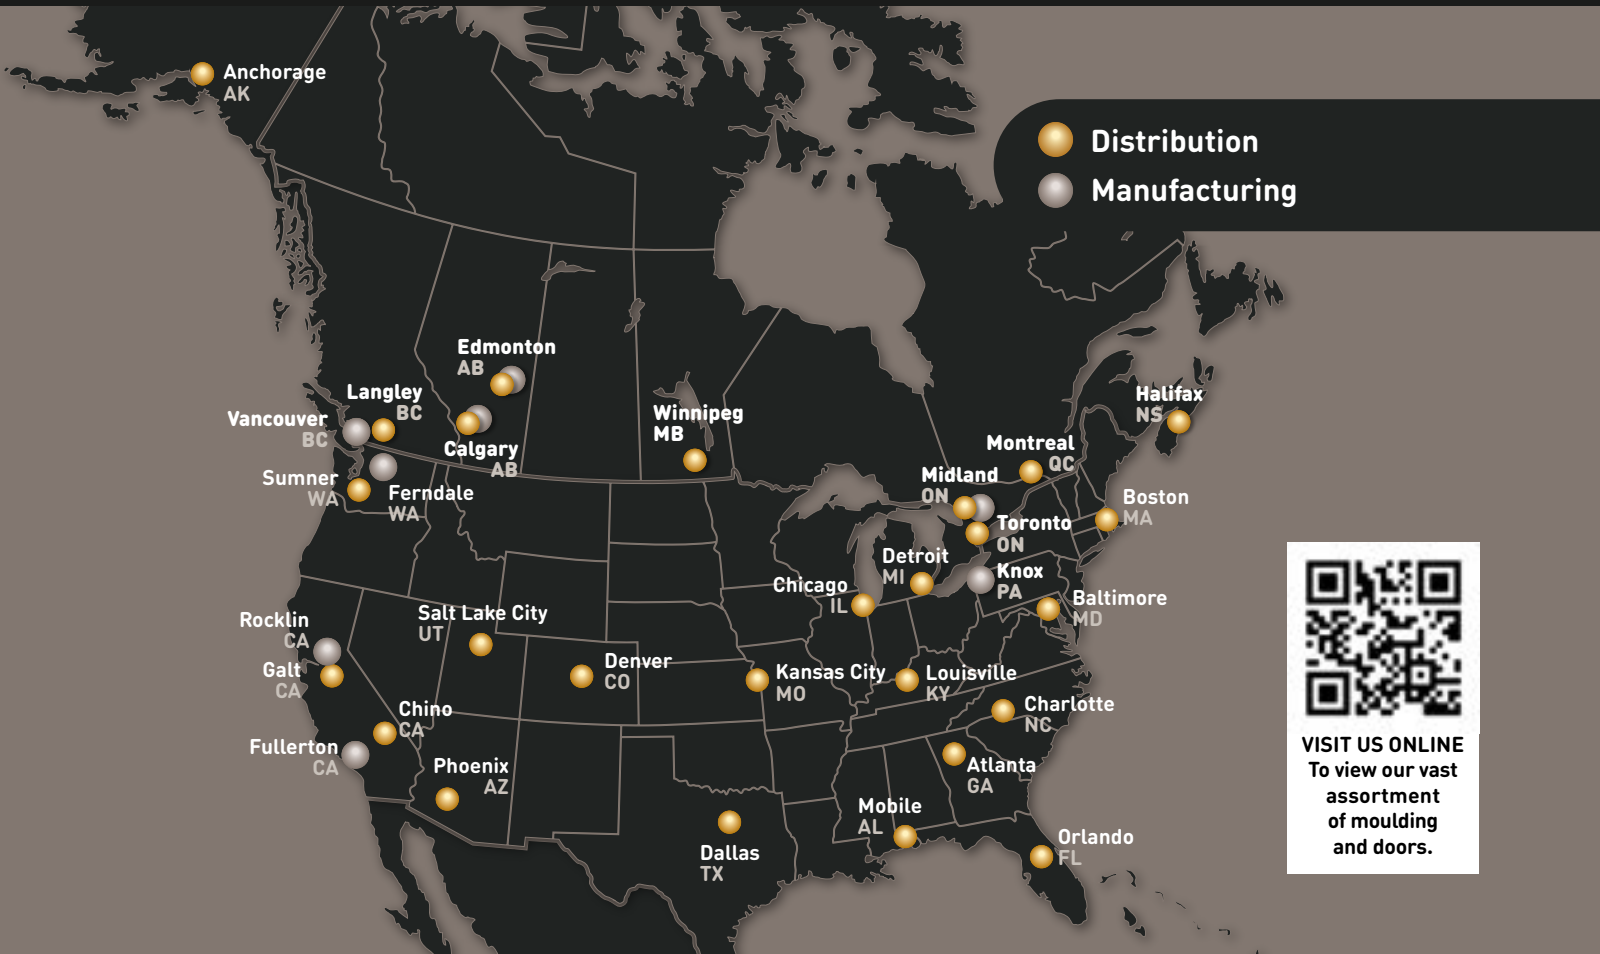 Anchorage
AK
Distribution
Manufacturing
Edmonton
AB
Langley
BC
Vancouver
BC
Calgary
AB
Winnipeg
MB
Halifax
NS
Montreal
QC
Midland
ON
Sumner
WA
Ferndale
WA
Boston
MA
Toronto
ON
Detroit
MI
Knox
PA
Chicago
IL
Baltimore
MD
Salt Lake City
UT
Rocklin
CA
Galt
CA
Denver
CO
Kansas City
MO
Louisville
KY
Charlotte
NC
Chino
CA
Fullerton
CA
Phoenix
AZ
Atlanta
GA
Mobile
AL
Orlando
FL
Dallas
TX
VISIT US ONLINE
To view our vast
assortment
of moulding
and doors.